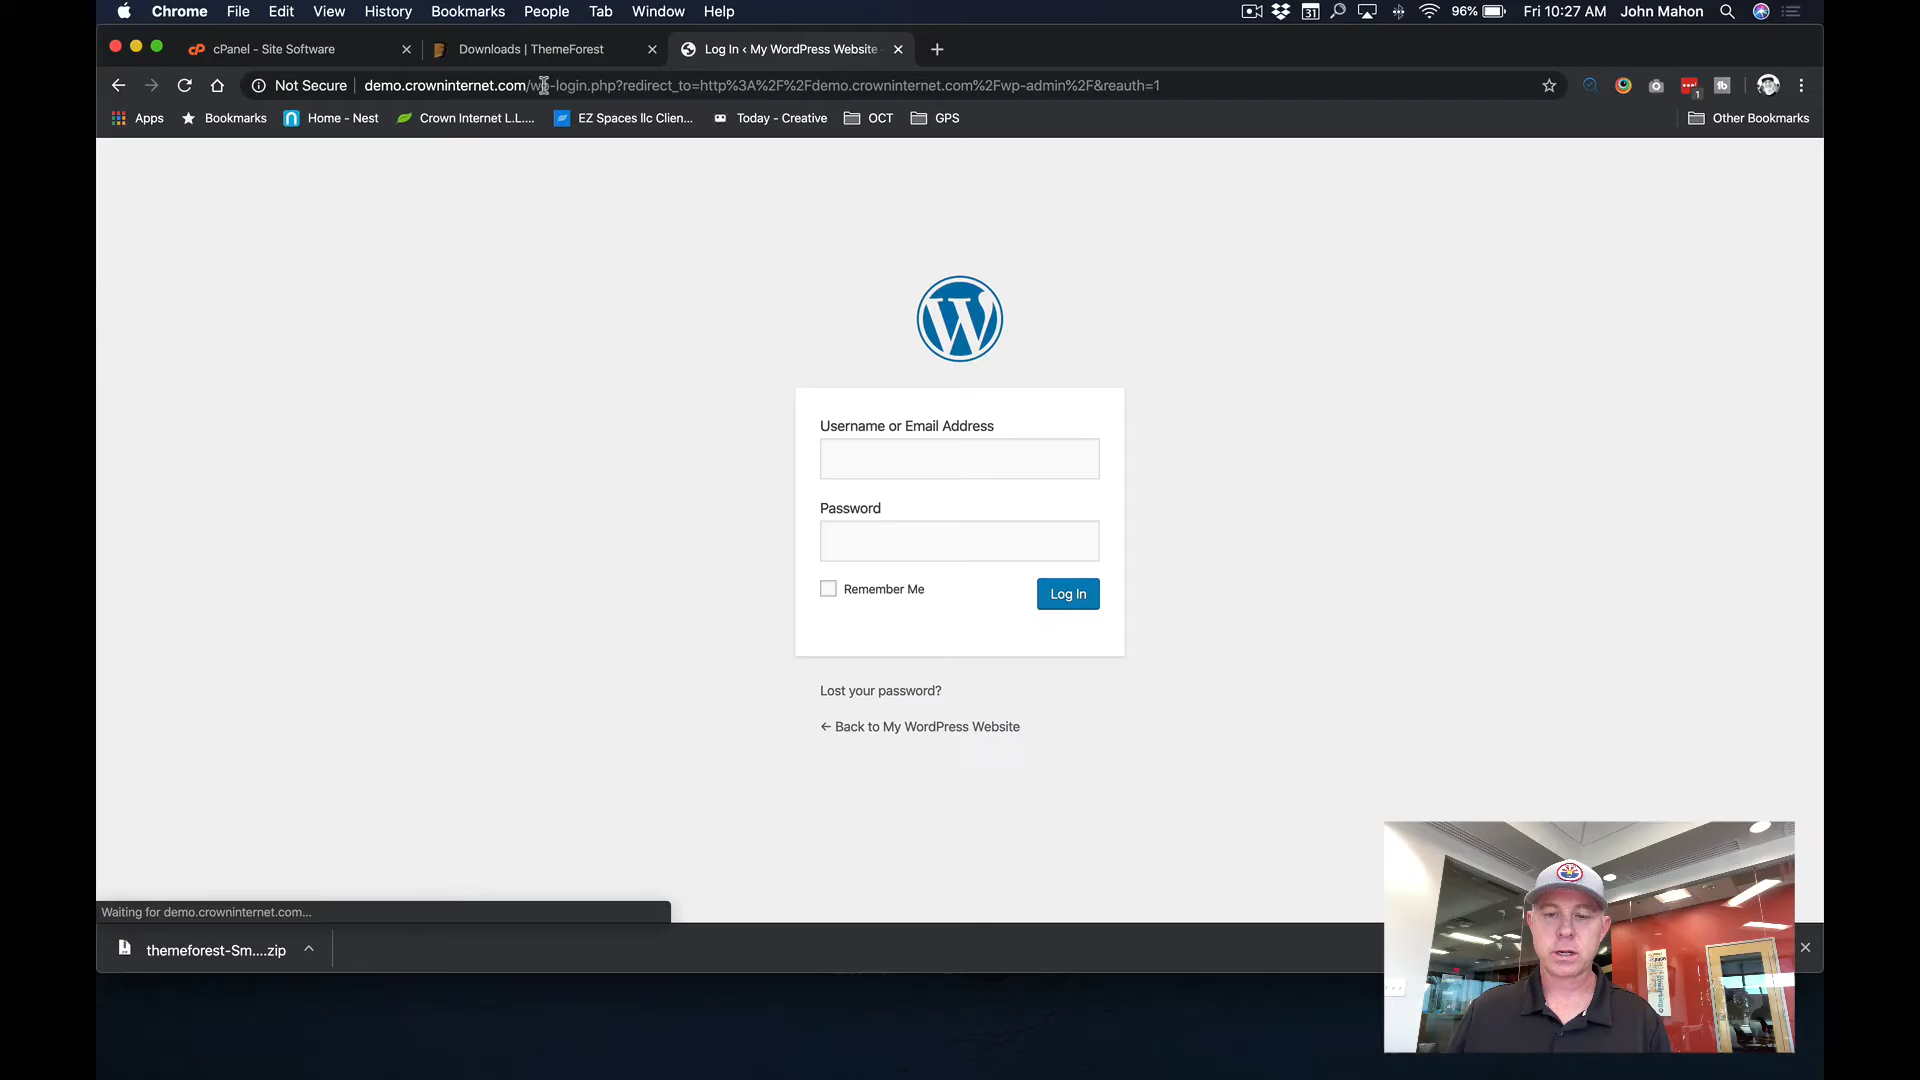 Chrome File Edit View History Bookmarks People Tab Window Help
31 96% Fri 10:27 AM John Mahon
cPanel - Site Software
Downloads | ThemeForest
Log In ‹ My WordPress Website
Not Secure | demo.crowninternet.com/wp-login.php?redirect_to=http%3A%2F%2Fdemo.crowninternet.com%2Fwp-admin%2F&reauth=1
Apps Bookmarks Home - Nest Crown Internet L.L.... EZ Spaces llc Clien... Today - Creative OCT GPS Other Bookmarks
Username or Email Address
Password
Remember Me
Log In
Lost your password?
← Back to My WordPress Website
Waiting for demo.crowninternet.com...
themeforest-Sm....zip